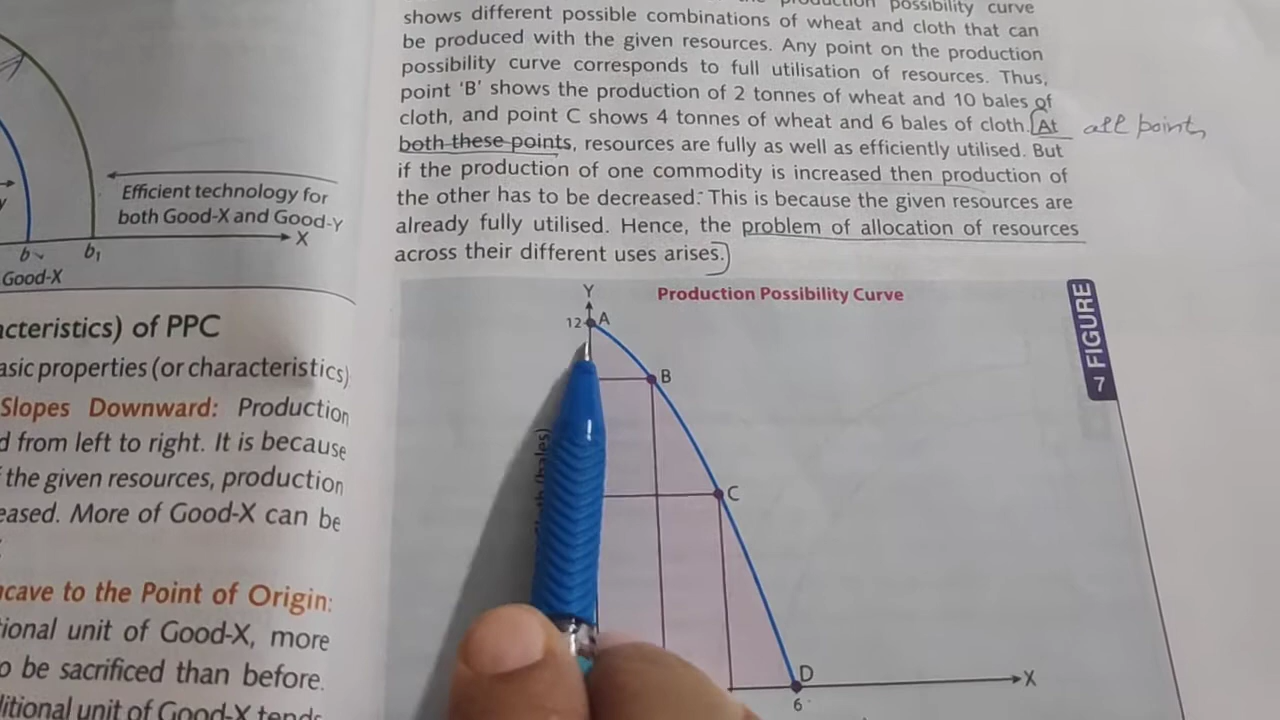 production possibility curve
shows different possible combinations of wheat and cloth that can
be produced with the given resources. Any point on the production
possibility curve corresponds to full utilisation of resources. Thus,
point 'B' shows the production of 2 tonnes of wheat and 10 bales of
cloth, and point C shows 4 tonnes of wheat and 6 bales of cloth. At all points
both these points, resources are fully as well as efficiently utilised. But
if the production of one commodity is increased then production of
the other has to be decreased. This is because the given resources are
already fully utilised. Hence, the problem of allocation of resources
across their different uses arises.
Efficient technology for
both Good-X and Good-Y
X
b
b1
Good-X
PPC
asic properties (or characteristics)
Slopes Downward: Production
d from left to right. It is because
the given resources, production
eased. More of Good-X can be
to the Point of Origin:
unit of Good-X, more
o be sacrificed than before.
unit of Good-X tends
Production Possibility Curve
FIGURE 7
Y
12 A
B
C
D
X
6
(bales)